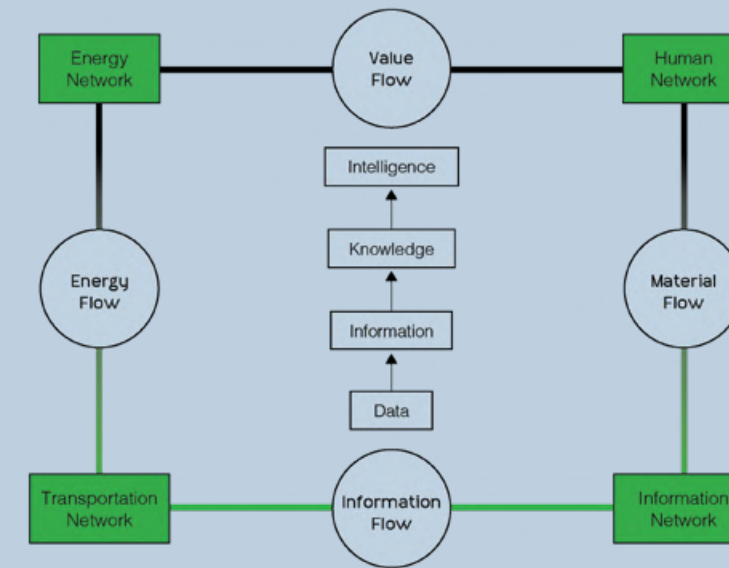 Energy
Network
Value
Flow
Human
Network
Intelligence
Knowledge
Energy
Flow
Material
Flow
Information
Data
Transportation
Network
Information
Flow
Information
Network